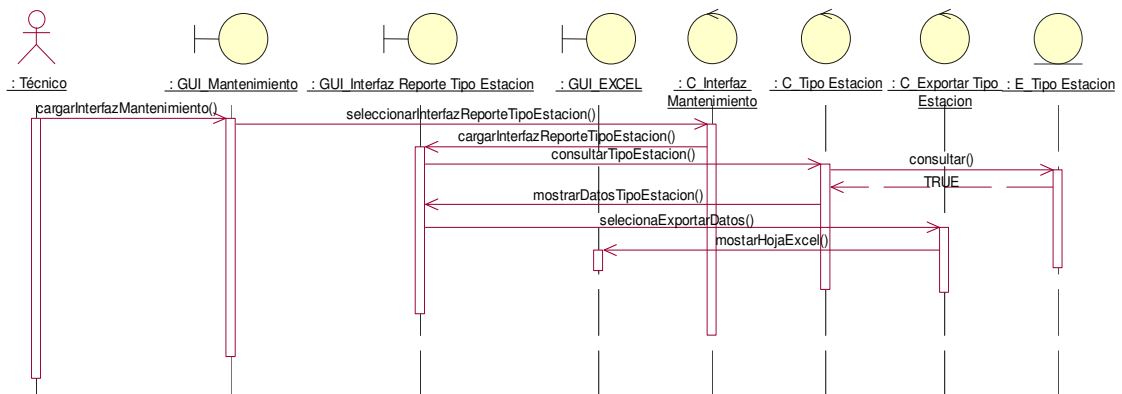 : Técnico
: GUI_Mantenimiento
: GUI_Interfaz Reporte Tipo Estacion
: GUI_EXCEL
: C_Interfaz
Mantenimiento
: C_Tipo Estacion
: C_Exportar Tipo
Estacion
: E_Tipo Estacion
cargarInterfazMantenimiento()
seleccionarInterfazReporteTipoEstacion()
cargarInterfazReporteTipoEstacion()
consultarTipoEstacion()
consultar()
TRUE
mostrarDatosTipoEstacion()
selecionaExportarDatos()
mostarHojaExcel()